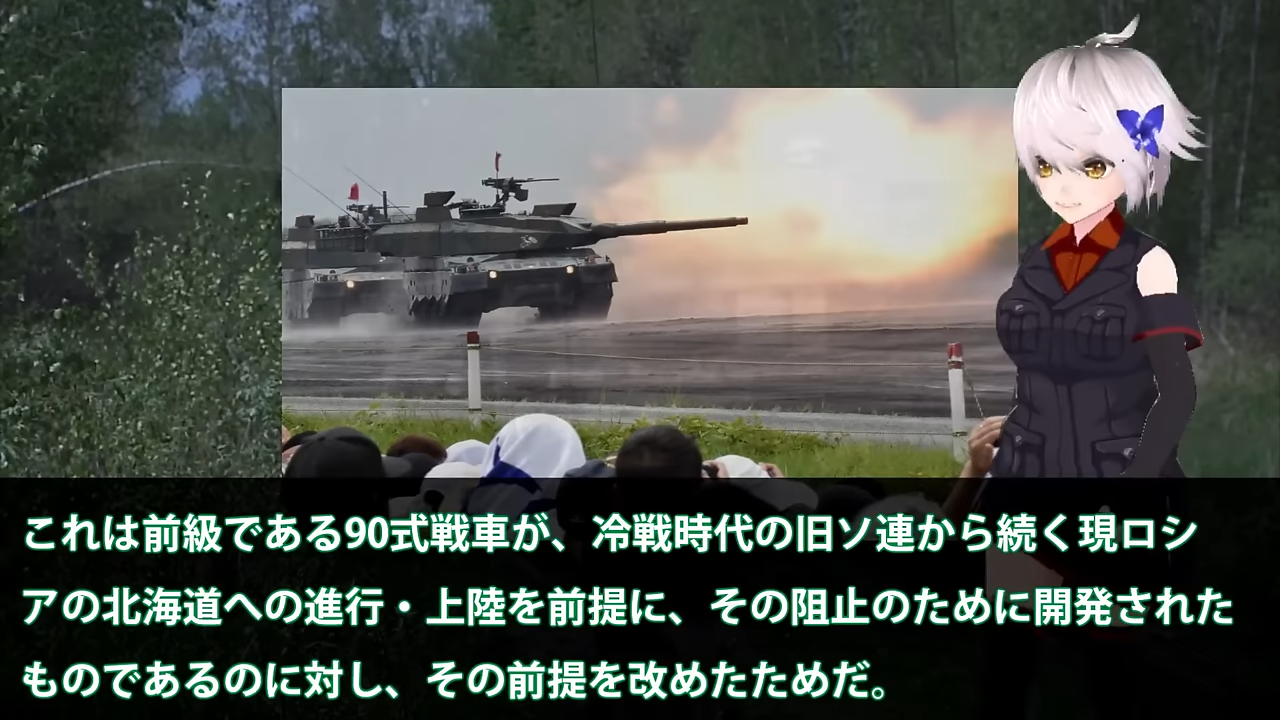 これは前級である90式戦車が、冷戦時代の旧ソ連から続く現ロシ
アの北海道への進行・上陸を前提に、その阻止のために開発された
ものであるのに対し、その前提を改めたためだ。